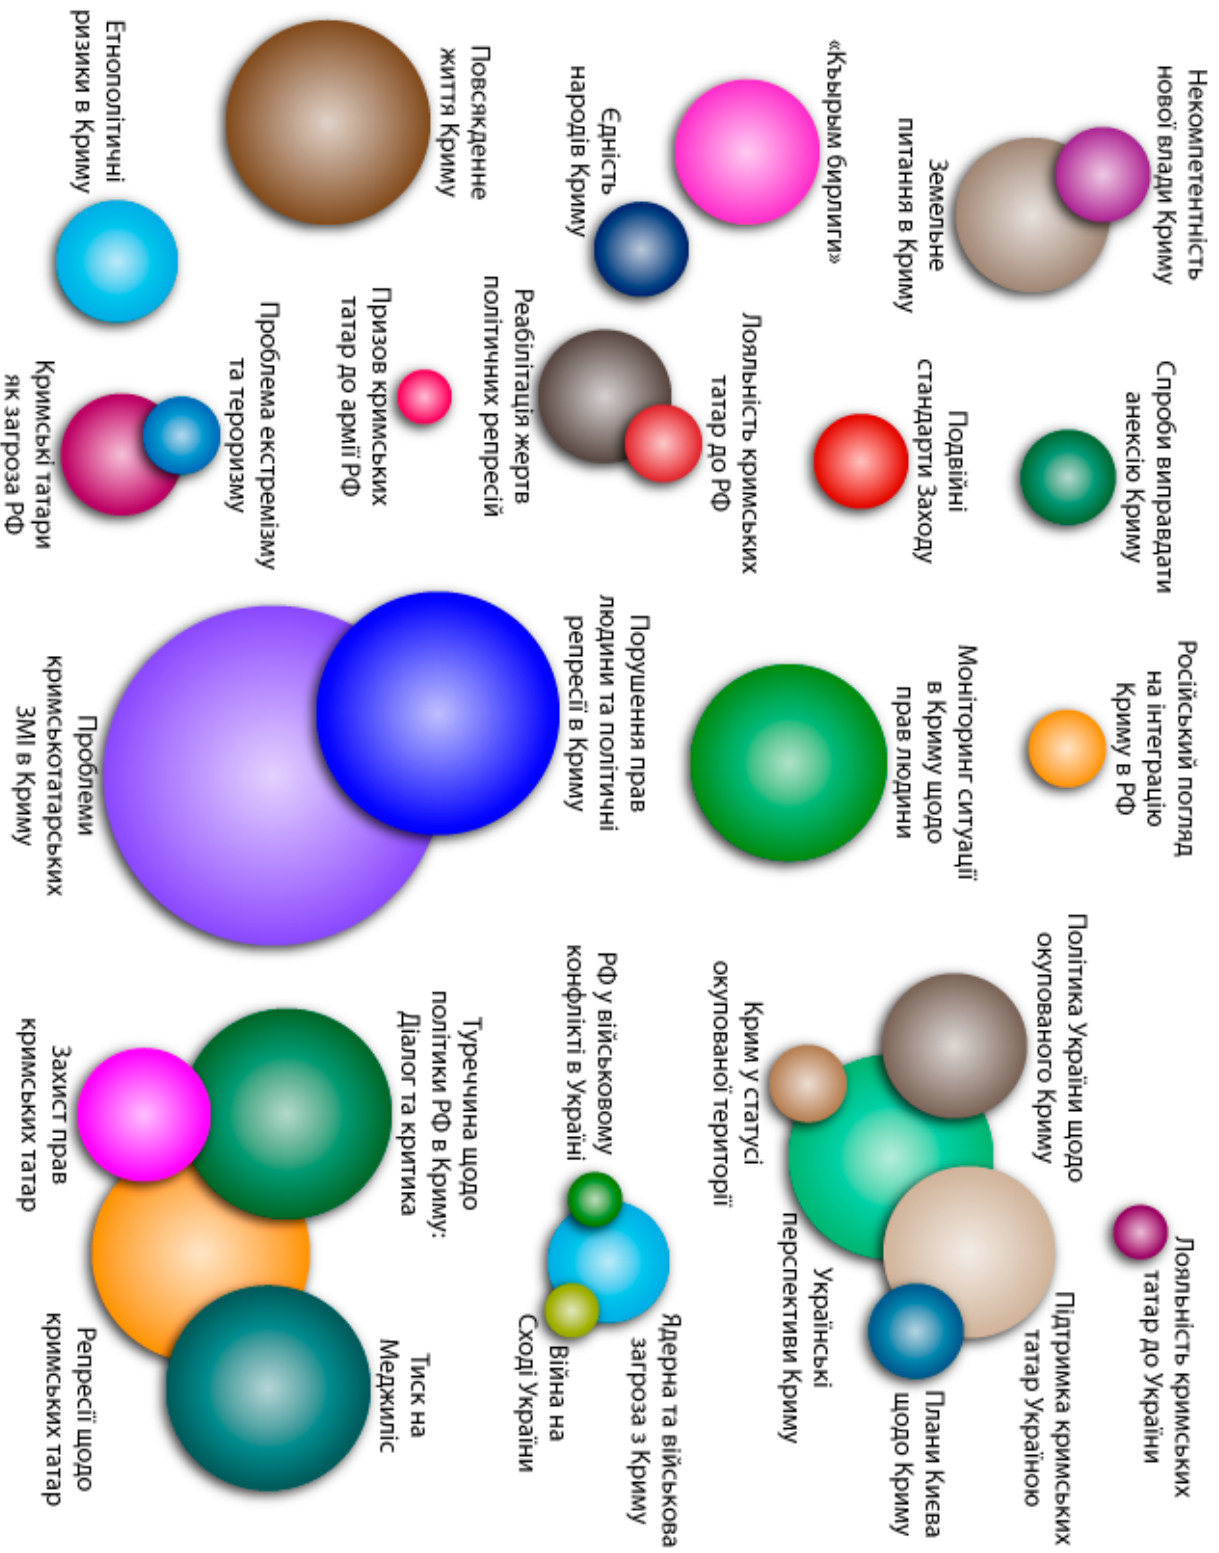 Некомпетентність
нової влади Криму
Спроби виправдати
анексію Криму
Російський погляд
на інтеграцію
Криму в РФ
Лояльність кримських
татар до України
Земельне
питання в Криму
Подвійні
стандарти Заходу
Моніторинг ситуації
в Криму щодо
прав людини
Політика України щодо
окупованого Криму
Підтримка кримських
татар Україною
Плани Києва
щодо Криму
Українські
перспективи Криму
Крим у статусі
окупованої території
«Къырым бирлиги»
Лояльність кримських
татар до РФ
Єдність
народів Криму
Реабілітація жертв
політичних репресій
Порушення прав
людини та політичні
репресії в Криму
Ядерна та військова
загроза з Криму
РФ у військовому
конфлікті в Україні
Війна на
Сході України
Повсякденне
життя Криму
Призов кримських
татар до армії РФ
Туреччина щодо
політики РФ в Криму:
Діалог та критика
Тиск на
Меджиліс
Етнополітичні
ризики в Криму
Проблема екстремізму
та тероризму
Кримські татари
як загроза РФ
Проблеми
кримськотатарських
ЗМІ в Криму
Захист прав
кримських татар
Репресії щодо
кримських татар